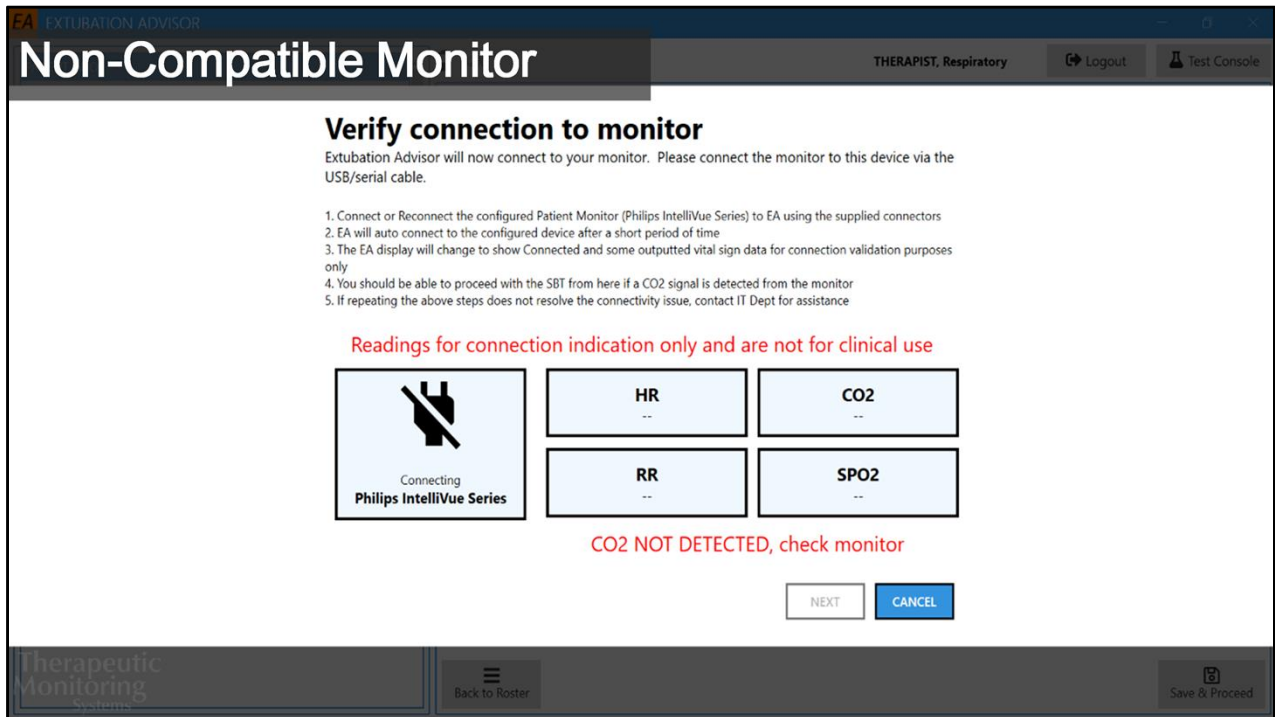 EA EXTUBATION ADVISOR
Non-Compatible Monitor
THERAPIST, Respiratory
Logout
Test Console
Verify connection to monitor
Extubation Advisor will now connect to your monitor. Please connect the monitor to this device via the
USB/serial cable.
1. Connect or Reconnect the configured Patient Monitor (Philips IntelliVue Series) to EA using the supplied connectors
2. EA will auto connect to the configured device after a short period of time
3. The EA display will change to show Connected and some outputted vital sign data for connection validation purposes
only
4. You should be able to proceed with the SBT from here if a CO2 signal is detected from the monitor
5. If repeating the above steps does not resolve the connectivity issue, contact IT Dept for assistance
Readings for connection indication only and are not for clinical use
Connecting
Philips IntelliVue Series
HR
--
CO2
--
RR
--
SPO2
--
CO2 NOT DETECTED, check monitor
NEXT
CANCEL
Therapeutic
Monitoring
Systems
Back to Roster
Save & Proceed